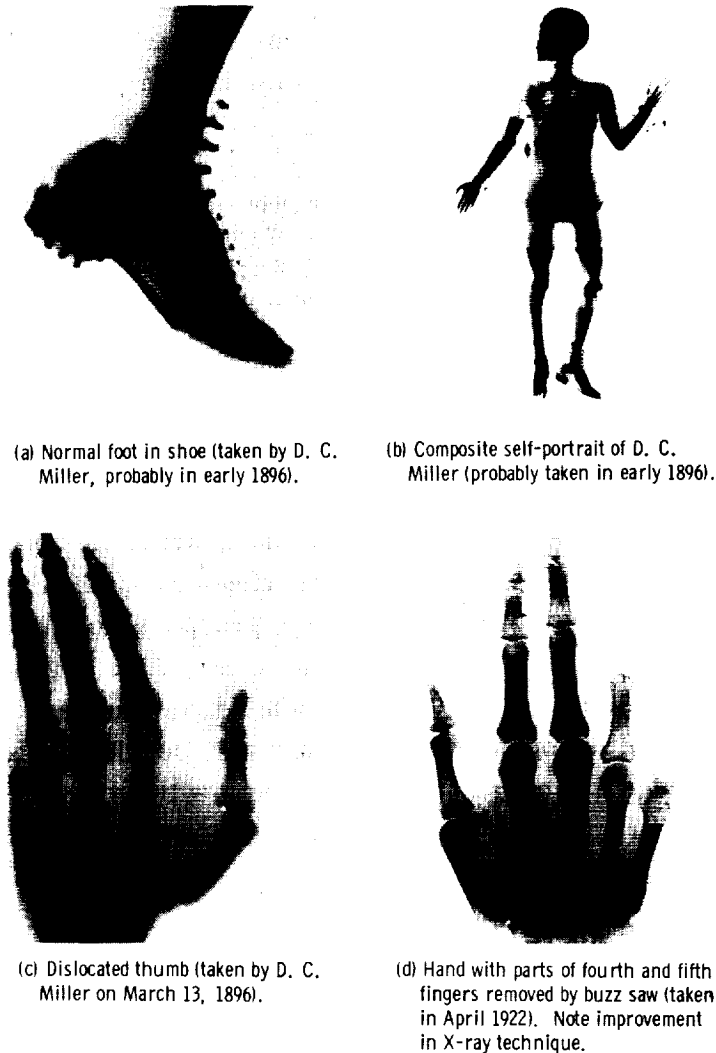 (a) Normal foot in shoe (taken by D. C.
Miller, probably in early 1896).
(b) Composite self-portrait of D. C.
Miller (probably taken in early 1896).
(c) Dislocated thumb (taken by D. C.
Miller on March 13, 1896).
(d) Hand with parts of fourth and fifth
fingers removed by buzz saw (taken
in April 1922). Note improvement
in X-ray technique.